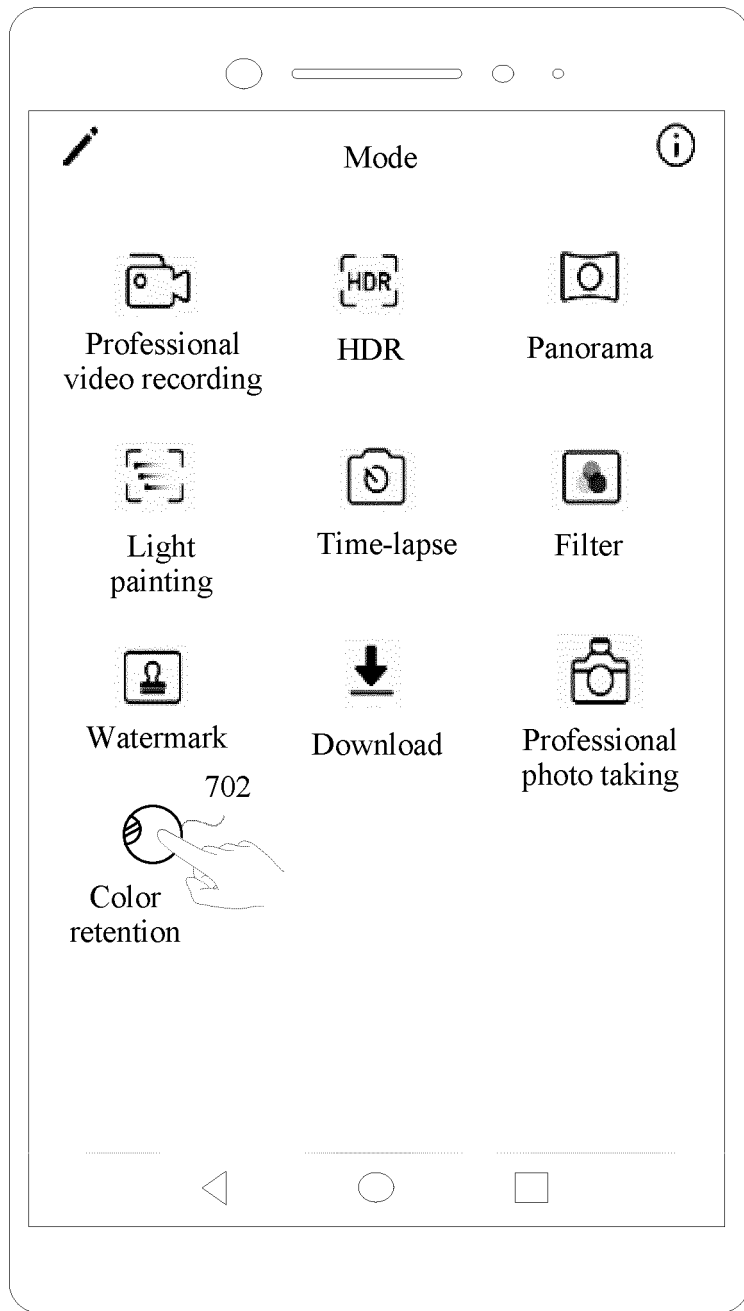 Mode
HDR
Professional
video recording
HDR
Panorama
Light
painting
Time-lapse
Filter
Watermark
Download
Professional
photo taking
702
Color
retention